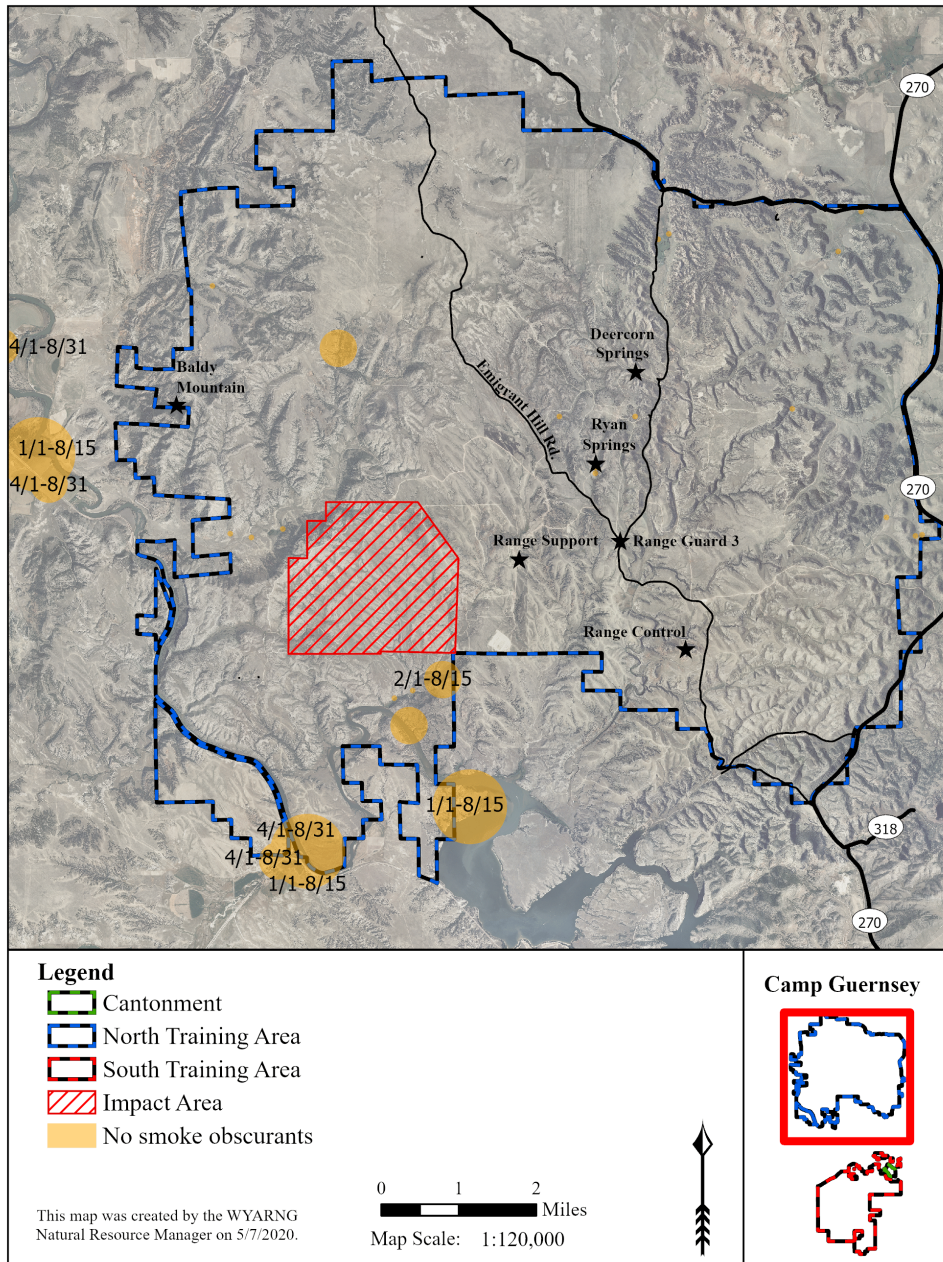 270
Deercorn
Springs
4/1-8/31
Baldy
Mountain
Emigrant Hill Rd.
Ryan
Springs
1/1-8/15
4/1-8/31
270
Range Support
Range Guard 3
Range Control
2/1-8/15
1/1-8/15
4/1-8/31
318
4/1-8/31
1/1-8/15
270
Legend
Cantonment
North Training Area
South Training Area
Impact Area
No smoke obscurants
This map was created by the WYARNG
Natural Resource Manager on 5/7/2020.
0 1 2
Miles
Map Scale: 1:120,000
Camp Guernsey